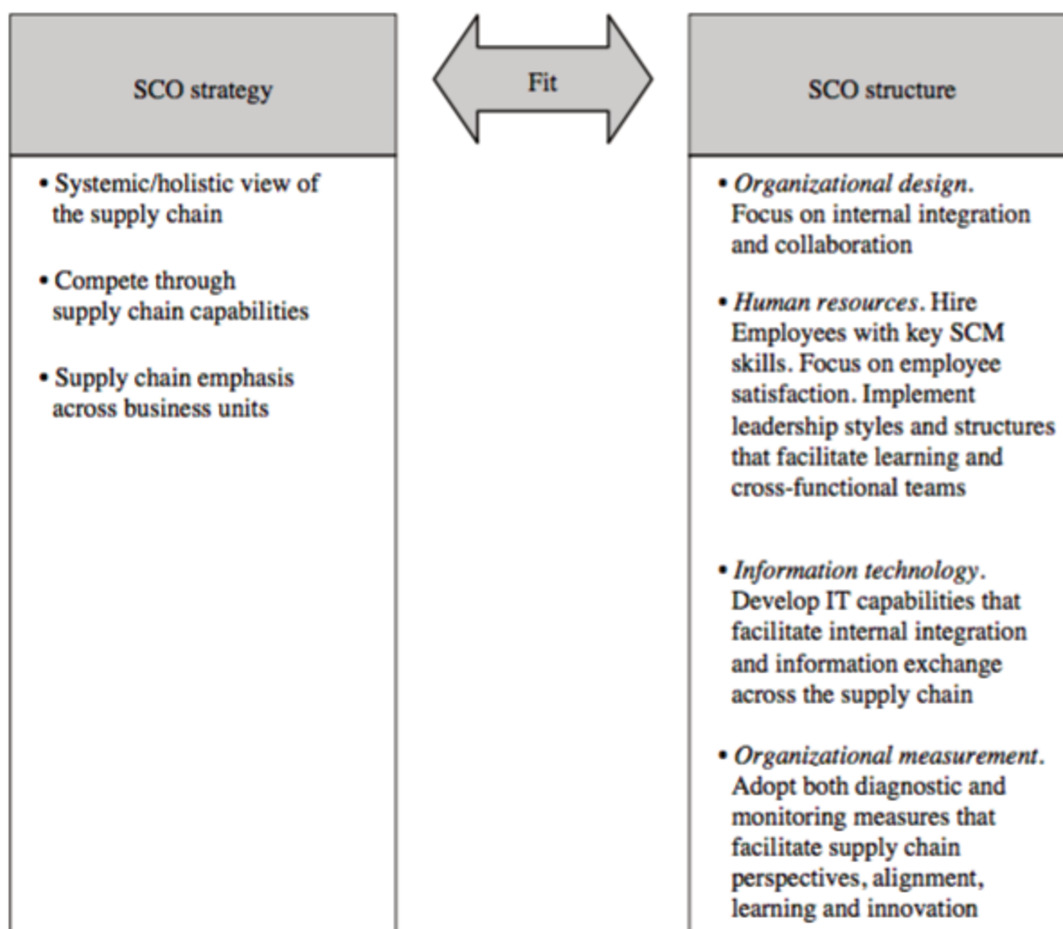 SCO strategy
Fit
SCO structure
• Systemic/holistic view of
the supply chain
• Compete through
supply chain capabilities
• Supply chain emphasis
across business units
• Organizational design.
Focus on internal integration
and collaboration
• Human resources. Hire
Employees with key SCM
skills. Focus on employee
satisfaction. Implement
leadership styles and structures
that facilitate learning and
cross-functional teams
• Information technology.
Develop IT capabilities that
facilitate internal integration
and information exchange
across the supply chain
• Organizational measurement.
Adopt both diagnostic and
monitoring measures that
facilitate supply chain
perspectives, alignment,
learning and innovation